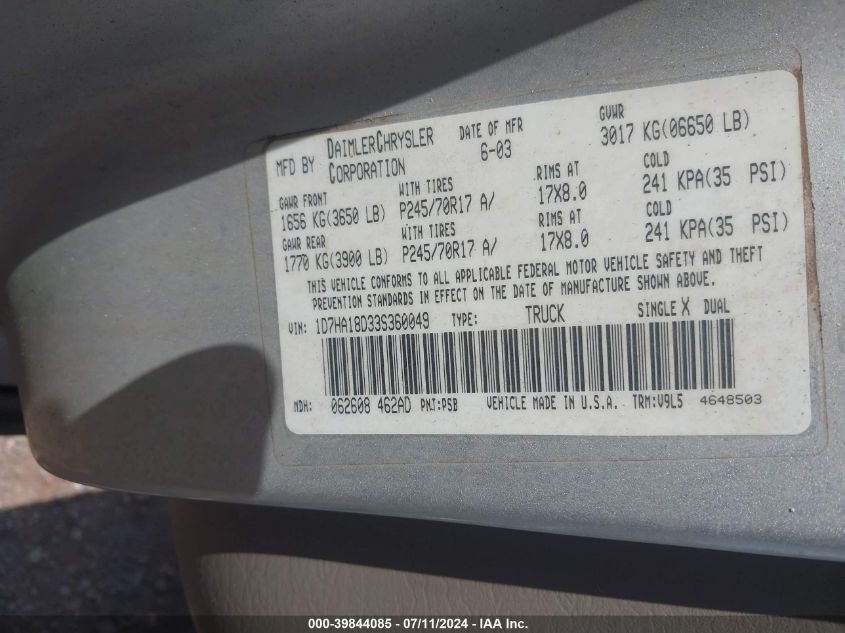 MFD BY DAIMLERCHRYSLER CORPORATION DATE OF MFR 6-03 GVWR 3017 KG(06650 LB)
GAWR FRONT WITH TIRES RIMS AT COLD
1656 KG(3650 LB) P245/70R17 A/ 17X8.0 241 KPA(35 PSI)
GAWR REAR WITH TIRES RIMS AT COLD
1770 KG(3900 LB) P245/70R17 A/ 17X8.0 241 KPA(35 PSI)
THIS VEHICLE CONFORMS TO ALL APPLICABLE FEDERAL MOTOR VEHICLE SAFETY AND THEFT
PREVENTION STANDARDS IN EFFECT ON THE DATE OF MANUFACTURE SHOWN ABOVE.
VIN: 1D7HA18D33S360049 TYPE: TRUCK SINGLE X DUAL
MDH: 062608 462AD PNT:PSB VEHICLE MADE IN U.S.A. TRM:V9L5 4648503
000-39844085 - 07/11/2024 - IAA Inc.